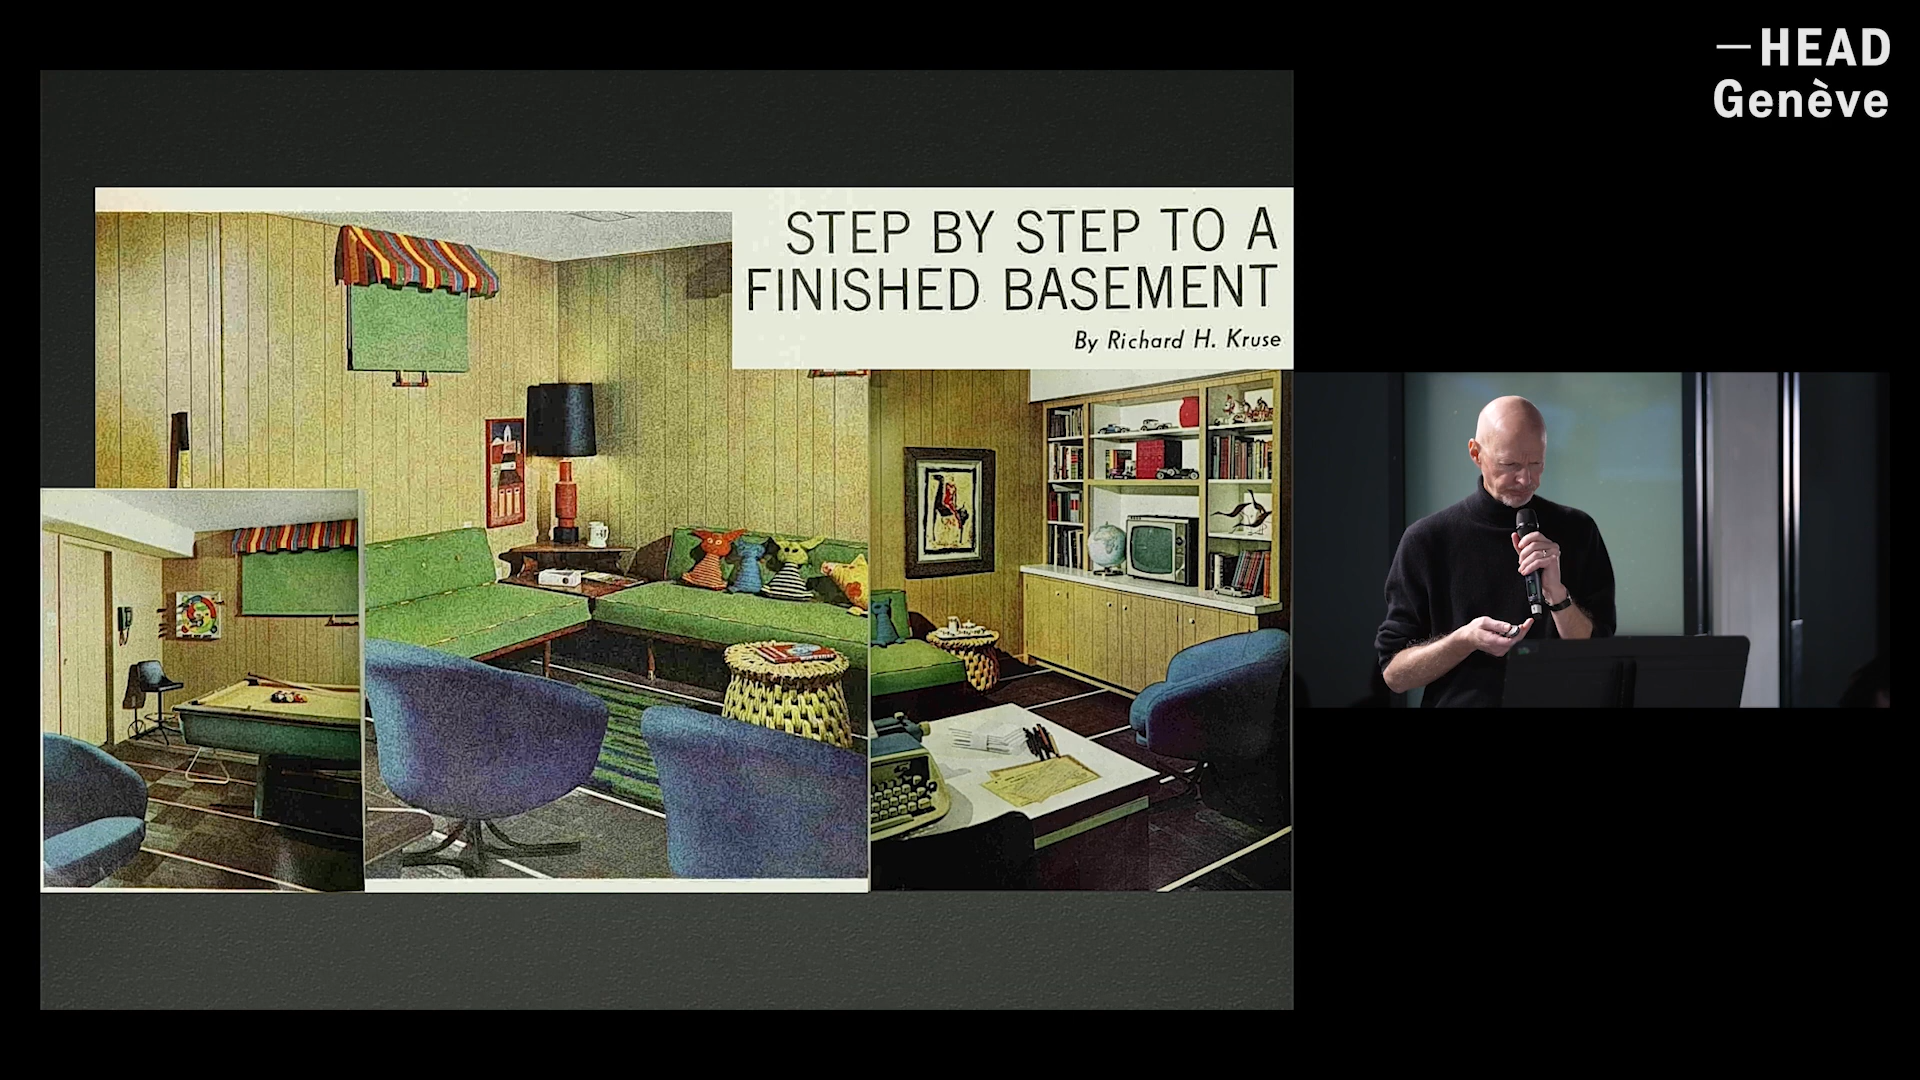 —HEAD
Genève
STEP BY STEP TO A
FINISHED BASEMENT
By Richard H. Kruse